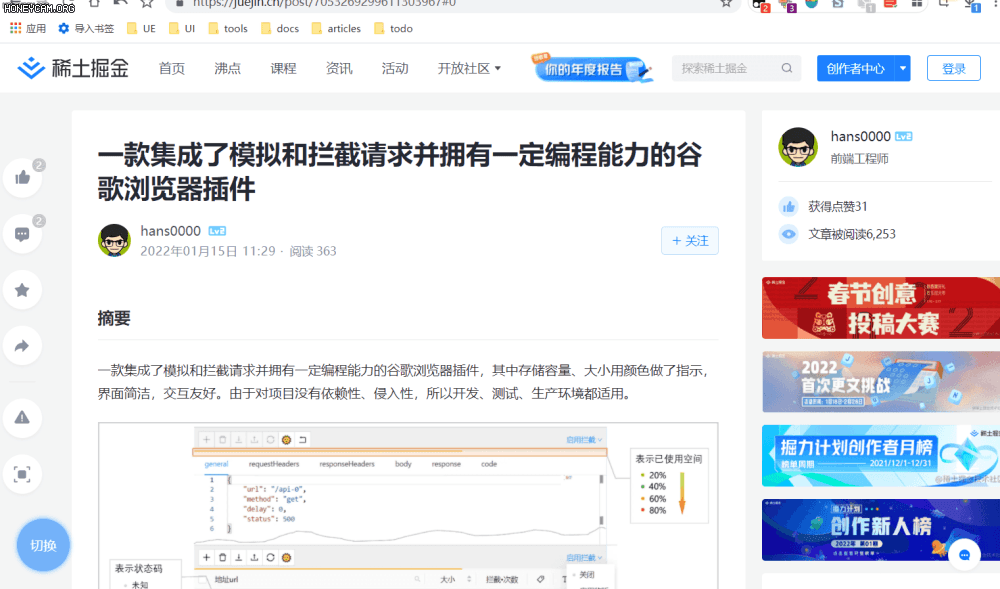 HONEYCAM.ORG
https://juejin.cn/post/7053269299611303967#0
应用 导入书签 UE UI tools docs articles todo
稀土掘金 首页 沸点 课程 资讯 活动 开放社区 你的年度报告 探索稀土掘金 创作者中心 登录
一款集成了模拟和拦截请求并拥有一定编程能力的谷
歌浏览器插件
hans0000 Lv2
2022年01月15日 11:29 · 阅读 363
+ 关注
摘要
一款集成了模拟和拦截请求并拥有一定编程能力的谷歌浏览器插件，其中存储容量、大小用颜色做了指示，
界面简洁，交互友好。由于对项目没有依赖性、侵入性，所以开发、测试、生产环境都适用。
启用拦截
general requestHeaders responseHeaders body response code
1 {
2 "url": "/api-0",
3 "method": "get",
4 "delay": 0,
5 "status": 500
6 }
表示已使用空间
20%
40%
60%
80%
启用拦截
表示状态码
未知
地址url 大小 拦截·次数
关闭
2
2
切换
hans0000 Lv2
前端工程师
获得点赞31
文章被阅读6,253
春节创意
投稿大赛
2022
首次更文挑战
掘力计划创作者月榜
榜单周期 2021/12/1-12/31
掘力计划
创作新人榜
2022年 第01期